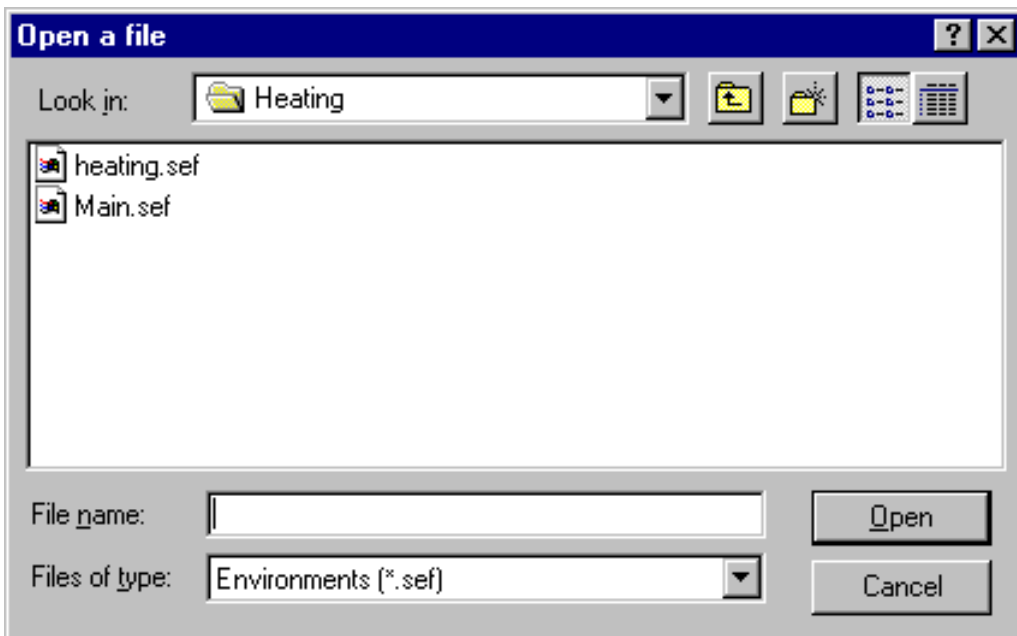 Open a file
Look in: Heating
heating.sef
Main.sef
File name: Open
Files of type: Environments (*.sef) Cancel